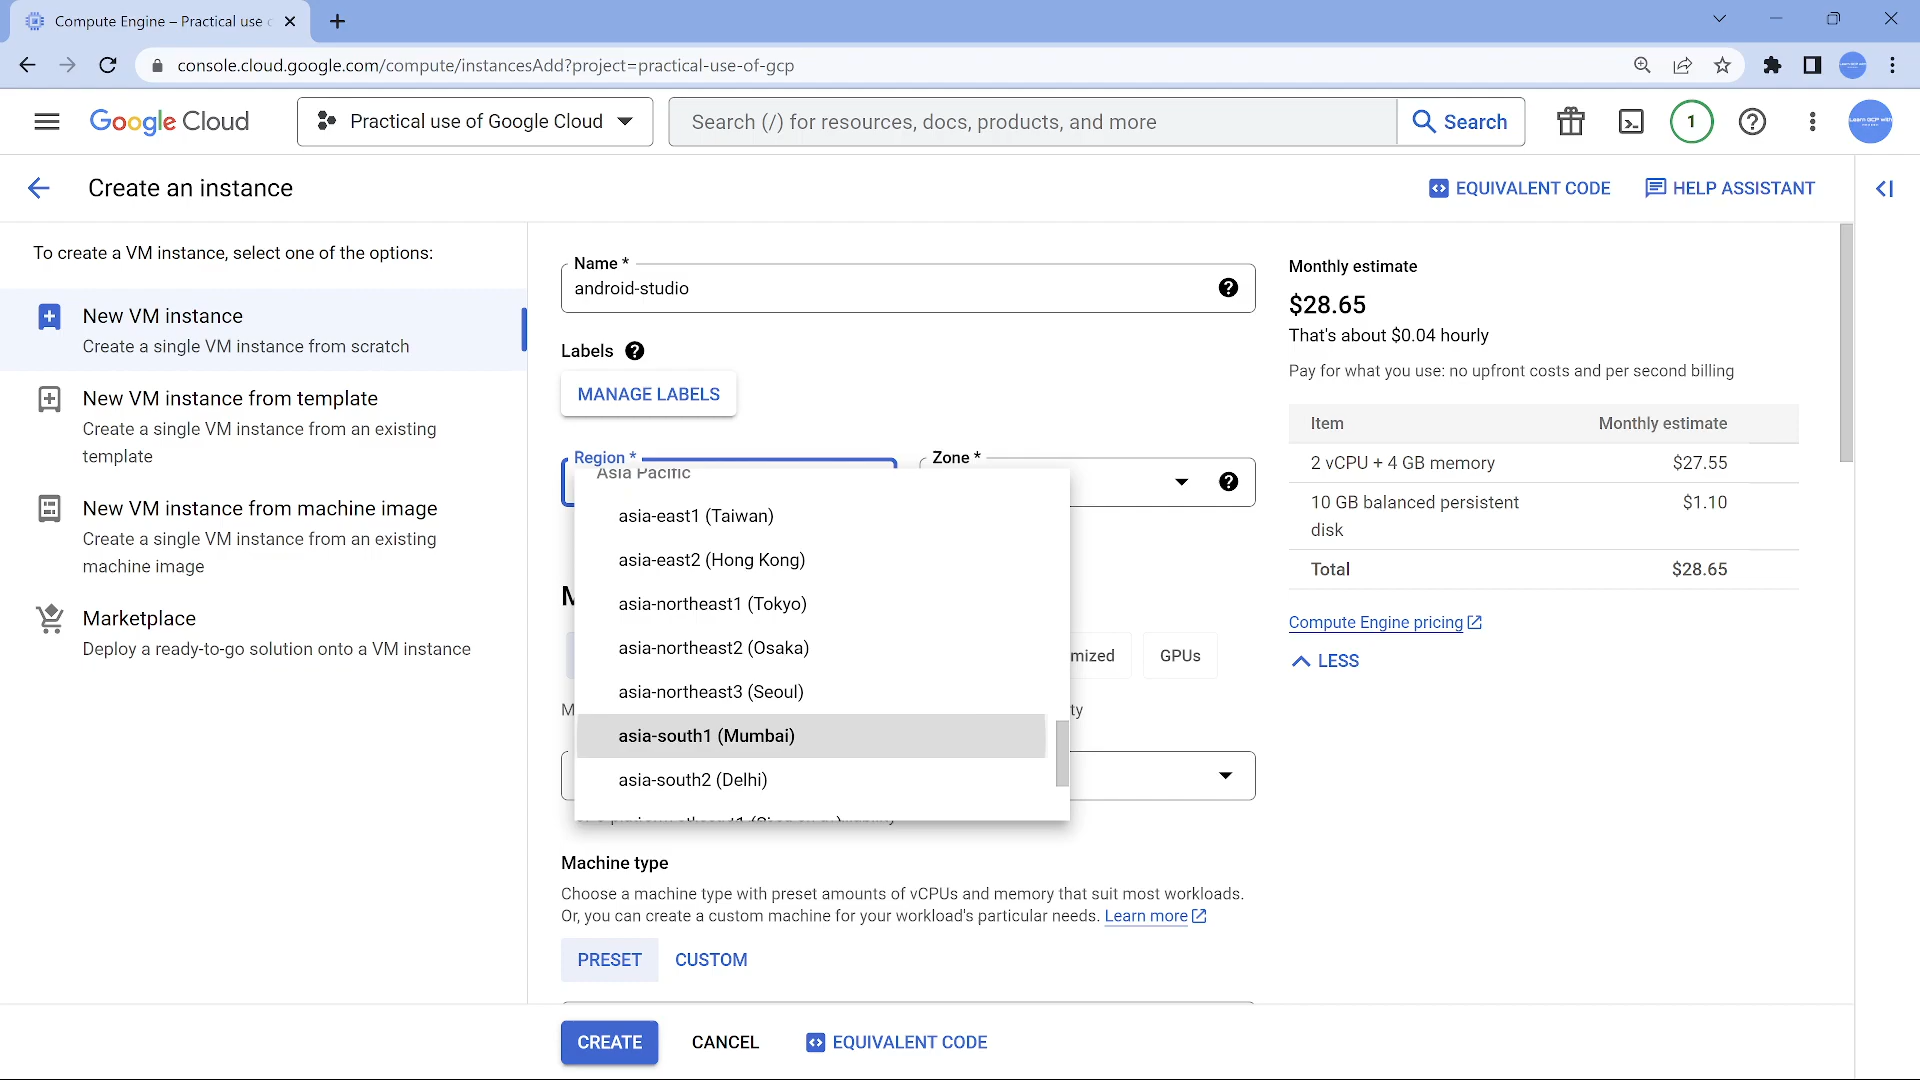 Compute Engine – Practical use
console.cloud.google.com/compute/instancesAdd?project=practical-use-of-gcp
Google Cloud
Practical use of Google Cloud
Search (/) for resources, docs, products, and more
Search
1
Create an instance
EQUIVALENT CODE
HELP ASSISTANT
To create a VM instance, select one of the options:
New VM instance
Create a single VM instance from scratch
New VM instance from template
Create a single VM instance from an existing
template
New VM instance from machine image
Create a single VM instance from an existing
machine image
Marketplace
Deploy a ready-to-go solution onto a VM instance
Name *
android-studio
Labels
MANAGE LABELS
Region *
Zone *
Asia Pacific
asia-east1 (Taiwan)
asia-east2 (Hong Kong)
asia-northeast1 (Tokyo)
asia-northeast2 (Osaka)
asia-northeast3 (Seoul)
asia-south1 (Mumbai)
asia-south2 (Delhi)
M
mized
GPUs
M
ty
Machine type
Choose a machine type with preset amounts of vCPUs and memory that suit most workloads.
Or, you can create a custom machine for your workload's particular needs. Learn more
PRESET
CUSTOM
CREATE
CANCEL
EQUIVALENT CODE
Monthly estimate
$28.65
That's about $0.04 hourly
Pay for what you use: no upfront costs and per second billing
Item Monthly estimate
2 vCPU + 4 GB memory $27.55
10 GB balanced persistent $1.10
disk
Total $28.65
Compute Engine pricing
LESS